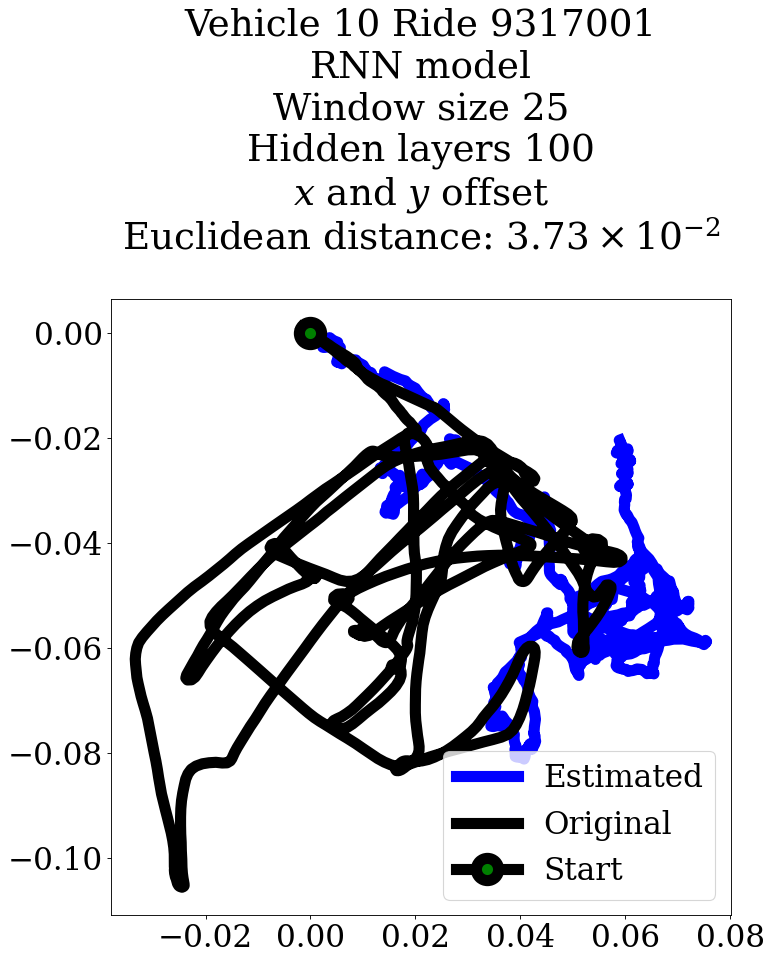 Vehicle 10 Ride 9317001
RNN model
Window size 25
Hidden layers 100
x and y offset
Euclidean distance: 3.73 × 10⁻²
0.00
−0.02
−0.04
−0.06
−0.08
−0.10
Estimated
Original
Start
−0.02 0.00 0.02 0.04 0.06 0.08